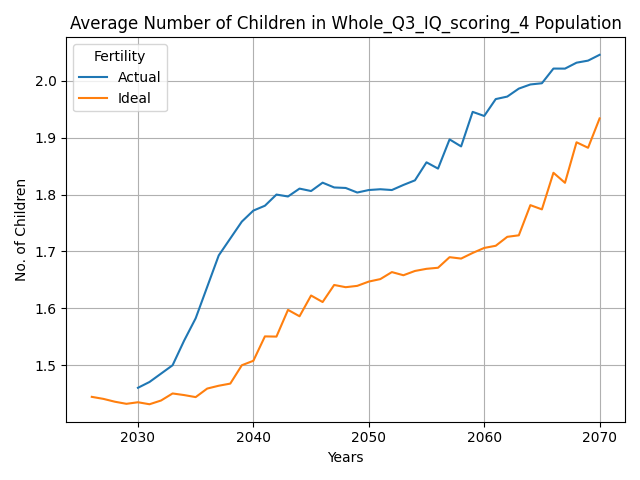 Average Number of Children in Whole_Q3_IQ_scoring_4 Population
Fertility
Actual
Ideal
No. of Children
2.0
1.9
1.8
1.7
1.6
1.5
2030 2040 2050 2060 2070
Years